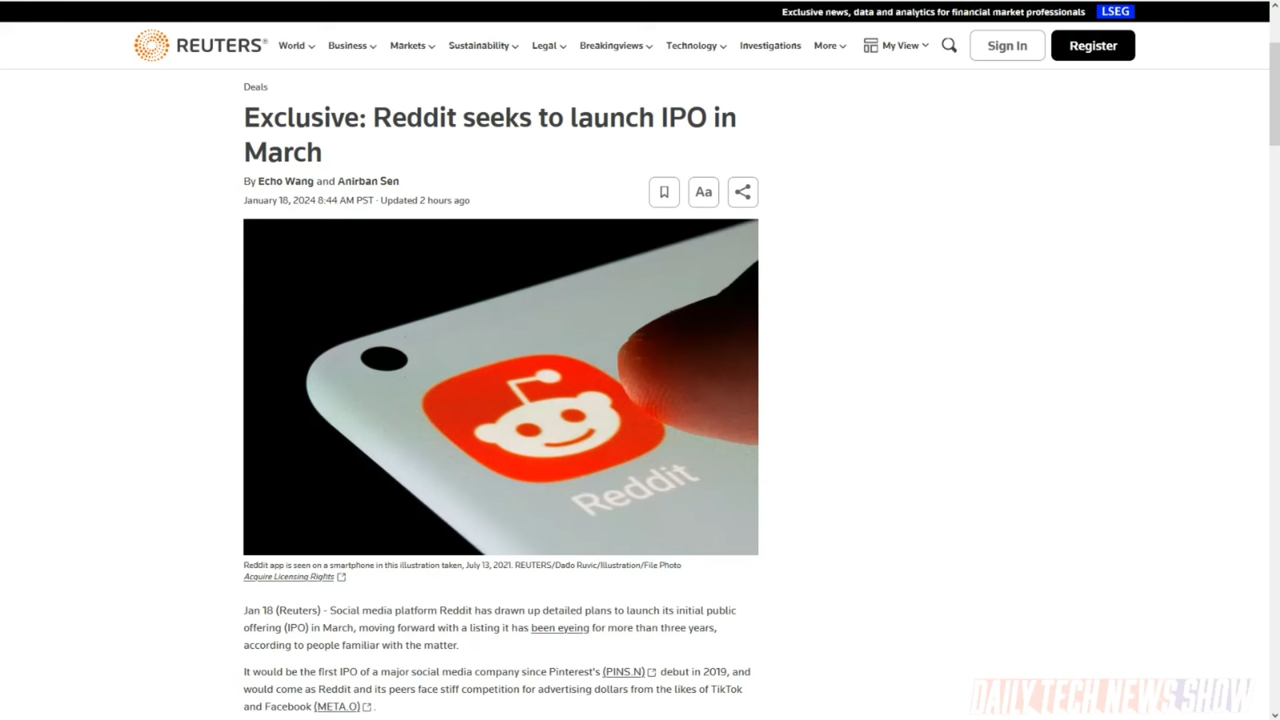 Exclusive news, data and analytics for financial market professionals LSEG
REUTERS® World Business Markets Sustainability Legal Breakingviews Technology Investigations More My View Sign In Register
Deals
Exclusive: Reddit seeks to launch IPO in
March
By Echo Wang and Anirban Sen
January 18, 2024 8:44 AM PST · Updated 2 hours ago
Aa
Reddit
Reddit app is seen on a smartphone in this illustration taken, July 13, 2021. REUTERS/Dado Ruvic/Illustration/File Photo
Acquire Licensing Rights
Jan 18 (Reuters) - Social media platform Reddit has drawn up detailed plans to launch its initial public
offering (IPO) in March, moving forward with a listing it has been eyeing for more than three years,
according to people familiar with the matter.
It would be the first IPO of a major social media company since Pinterest's (PINS.N) debut in 2019, and
would come as Reddit and its peers face stiff competition for advertising dollars from the likes of TikTok
and Facebook (META.O) .
DAILY TECH NEWS SHOW